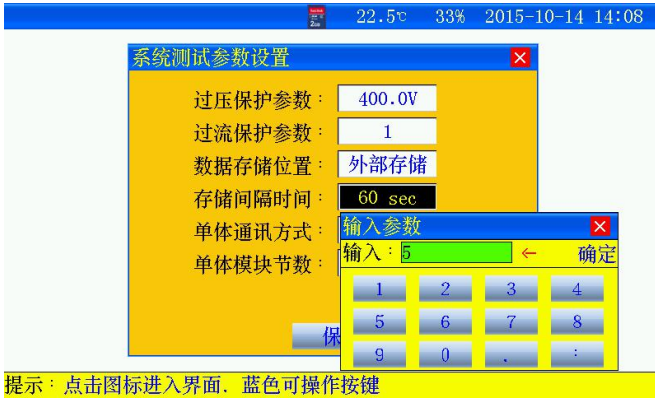 22.5℃ 33% 2015-10-14 14:08
系统测试参数设置
过压保护参数： 400.0V
过流保护参数： 1
数据存储位置： 外部存储
存储间隔时间： 60 sec
单体通讯方式：
单体模块节数：
保
输入参数
输入：5 ← 确定
1 2 3 4
5 6 7 8
9 0 . :
提示：点击图标进入界面．蓝色可操作按键